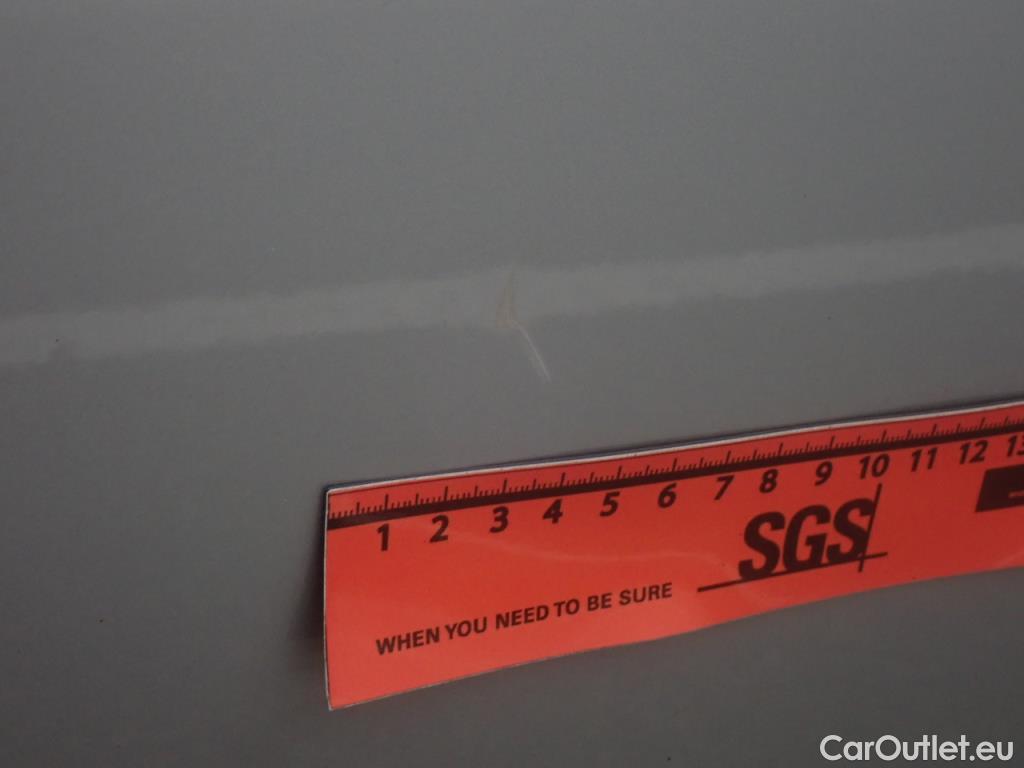 1 2 3 4 5 6 7 8 9 10 11 12 13
SGS
WHEN YOU NEED TO BE SURE
CarOutlet.eu